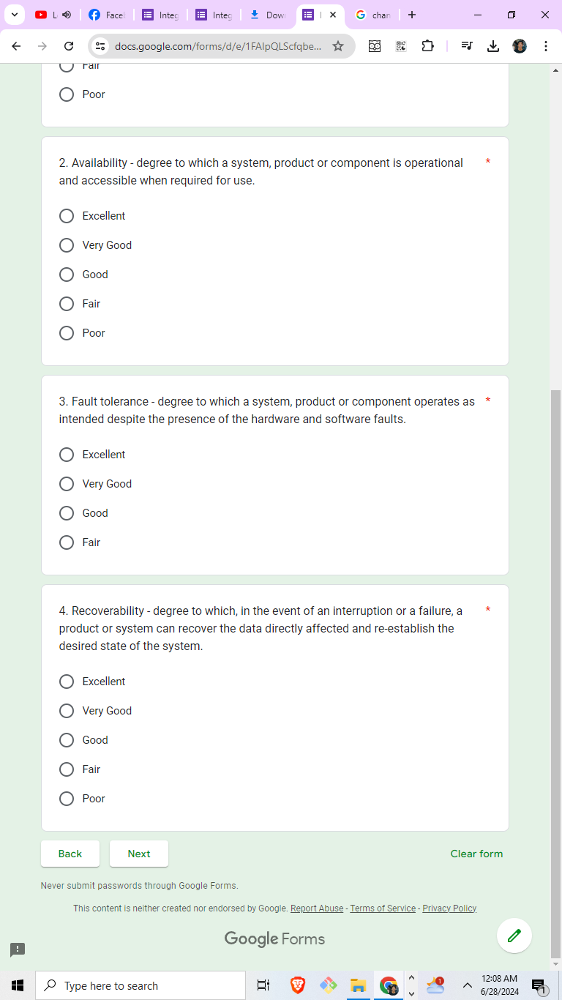 L
Face
Integ
Integ
Dow
chan
docs.google.com/forms/d/e/1FAIpQLScfqbe...
Fair
Poor
2. Availability - degree to which a system, product or component is operational *
and accessible when required for use.
Excellent
Very Good
Good
Fair
Poor
3. Fault tolerance - degree to which a system, product or component operates as *
intended despite the presence of the hardware and software faults.
Excellent
Very Good
Good
Fair
4. Recoverability - degree to which, in the event of an interruption or a failure, a *
product or system can recover the data directly affected and re-establish the
desired state of the system.
Excellent
Very Good
Good
Fair
Poor
Back Next Clear form
Never submit passwords through Google Forms.
This content is neither created nor endorsed by Google. Report Abuse - Terms of Service - Privacy Policy
Google Forms
Type here to search
1
12:08 AM
6/28/2024
1